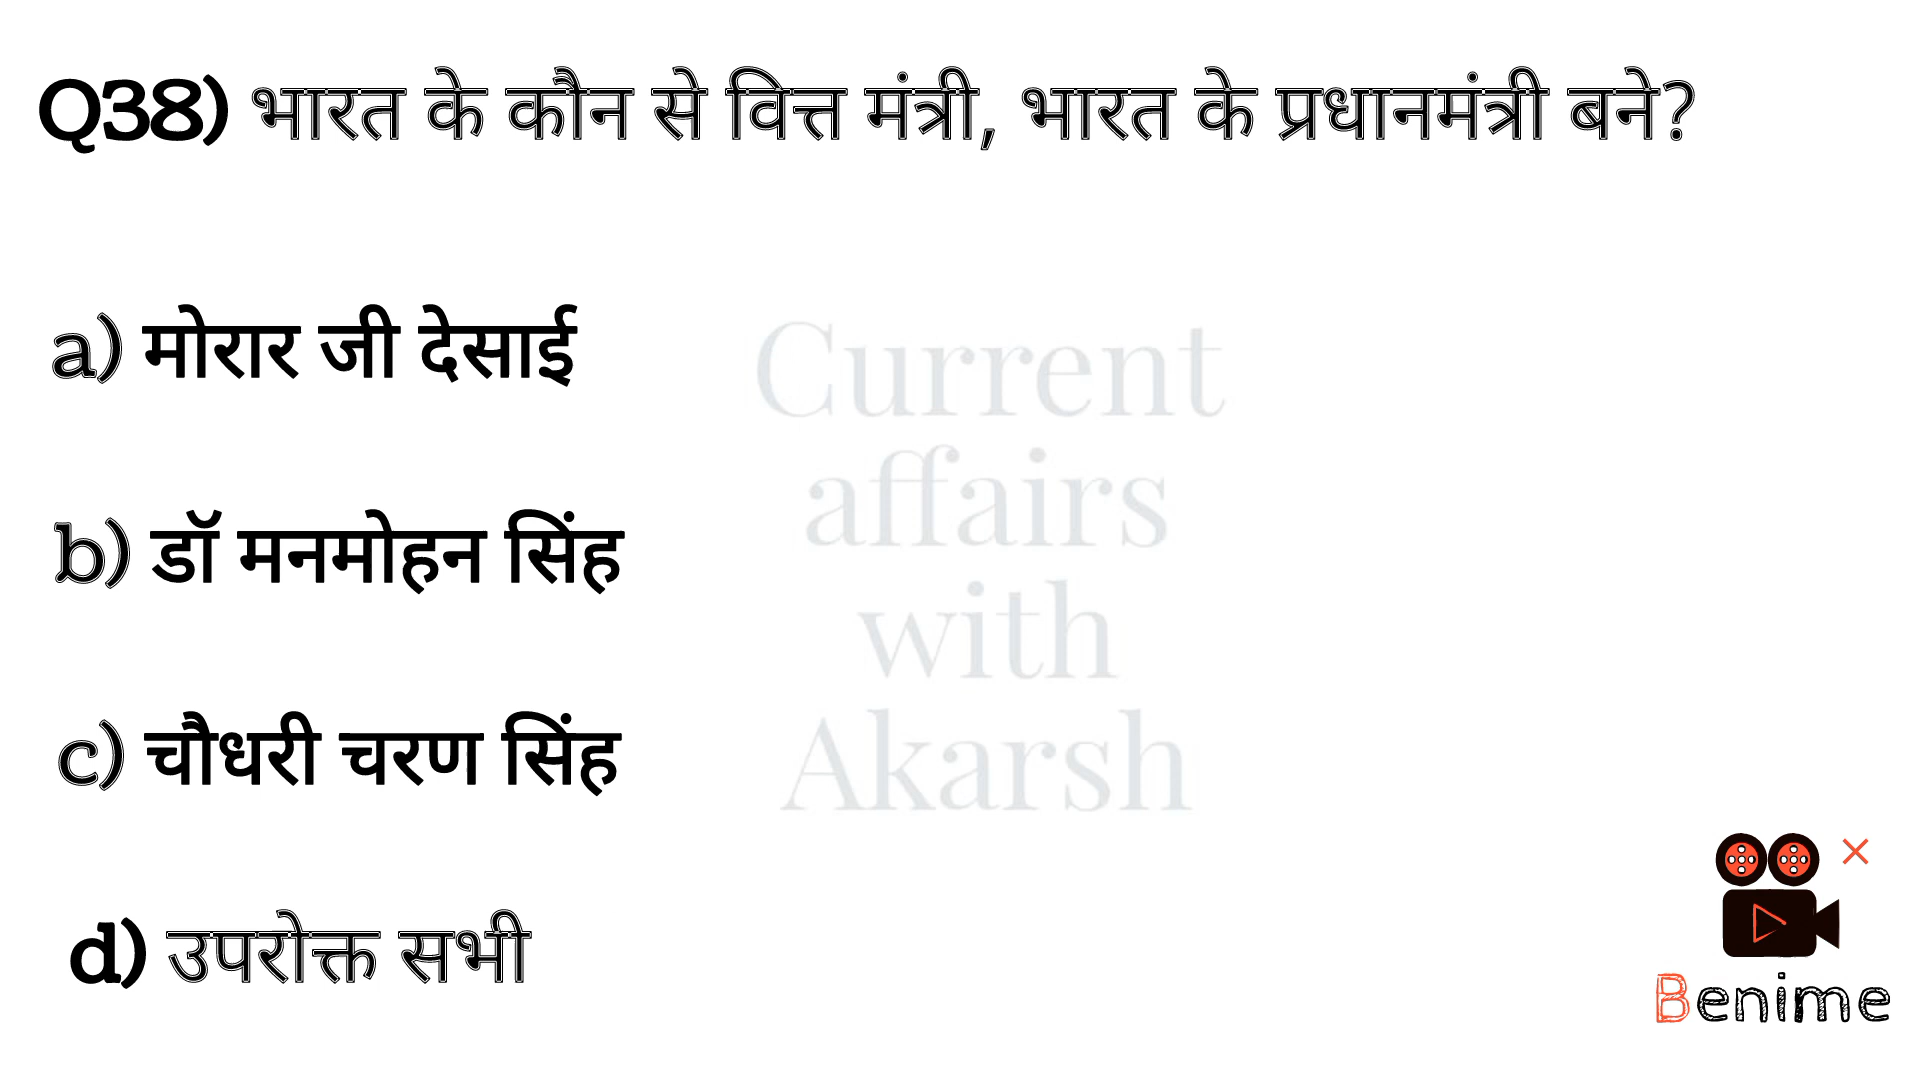 Q38) भारत के कौन से वित्त मंत्री, भारत के प्रधानमंत्री बने?
a) मोरार जी देसाई
b) डॉ मनमोहन सिंह
c) चौधरी चरण सिंह
d) उपरोक्त सभी
Current
affairs
with
Akarsh
Benime